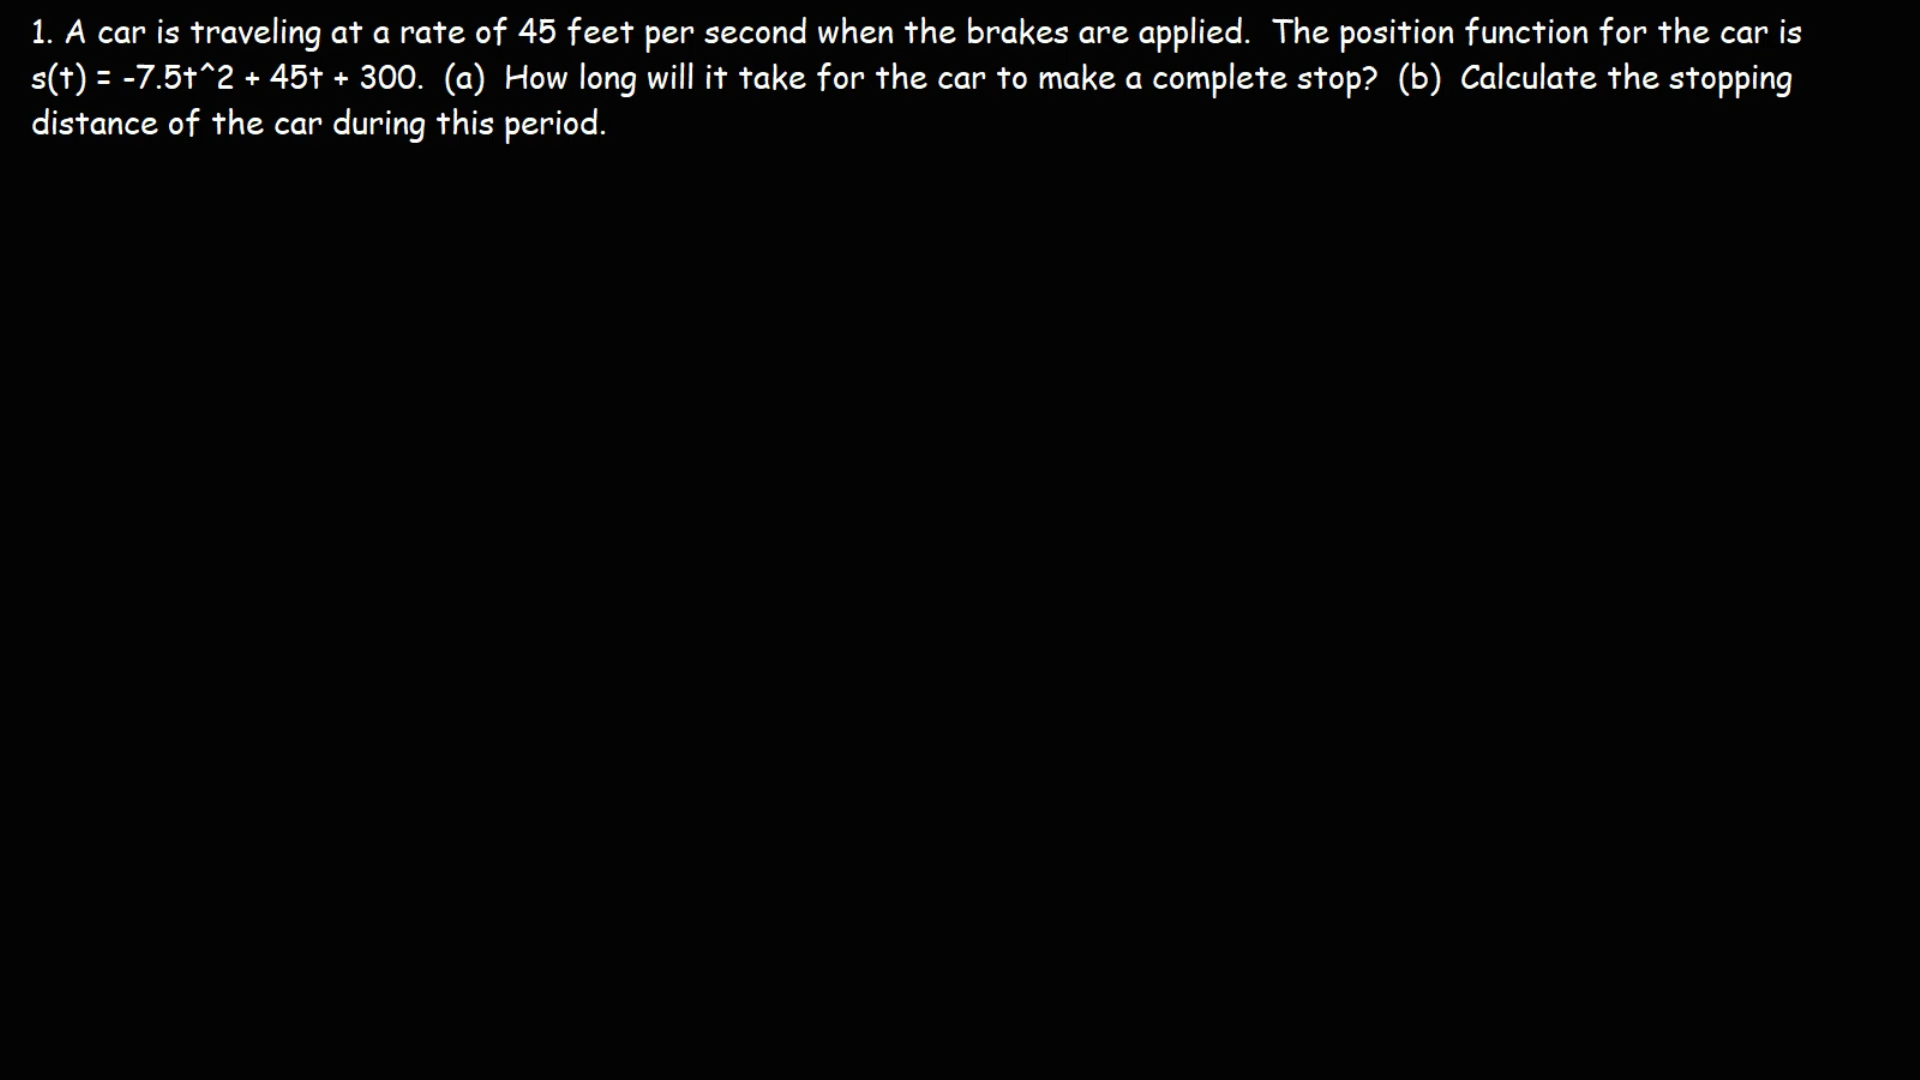 1. A car is traveling at a rate of 45 feet per second when the brakes are applied.  The position function for the car is
s(t) = -7.5t^2 + 45t + 300.  (a)  How long will it take for the car to make a complete stop?  (b)  Calculate the stopping
distance of the car during this period.